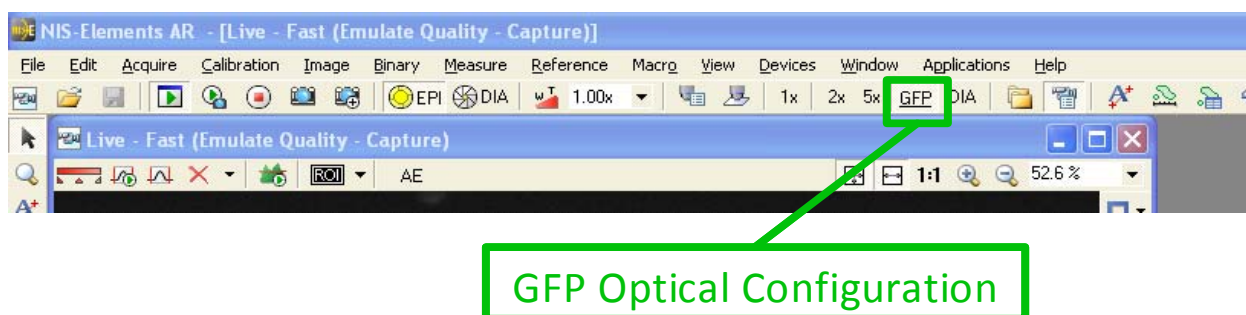 NIS-Elements AR - [Live - Fast (Emulate Quality - Capture)]
File Edit Acquire Calibration Image Binary Measure Reference Macro View Devices Window Applications Help
EPI DIA 1.00x 1x 2x 5x GFP DIA
Live - Fast (Emulate Quality - Capture)
ROI AE 1:1 52.6 %
GFP Optical Configuration